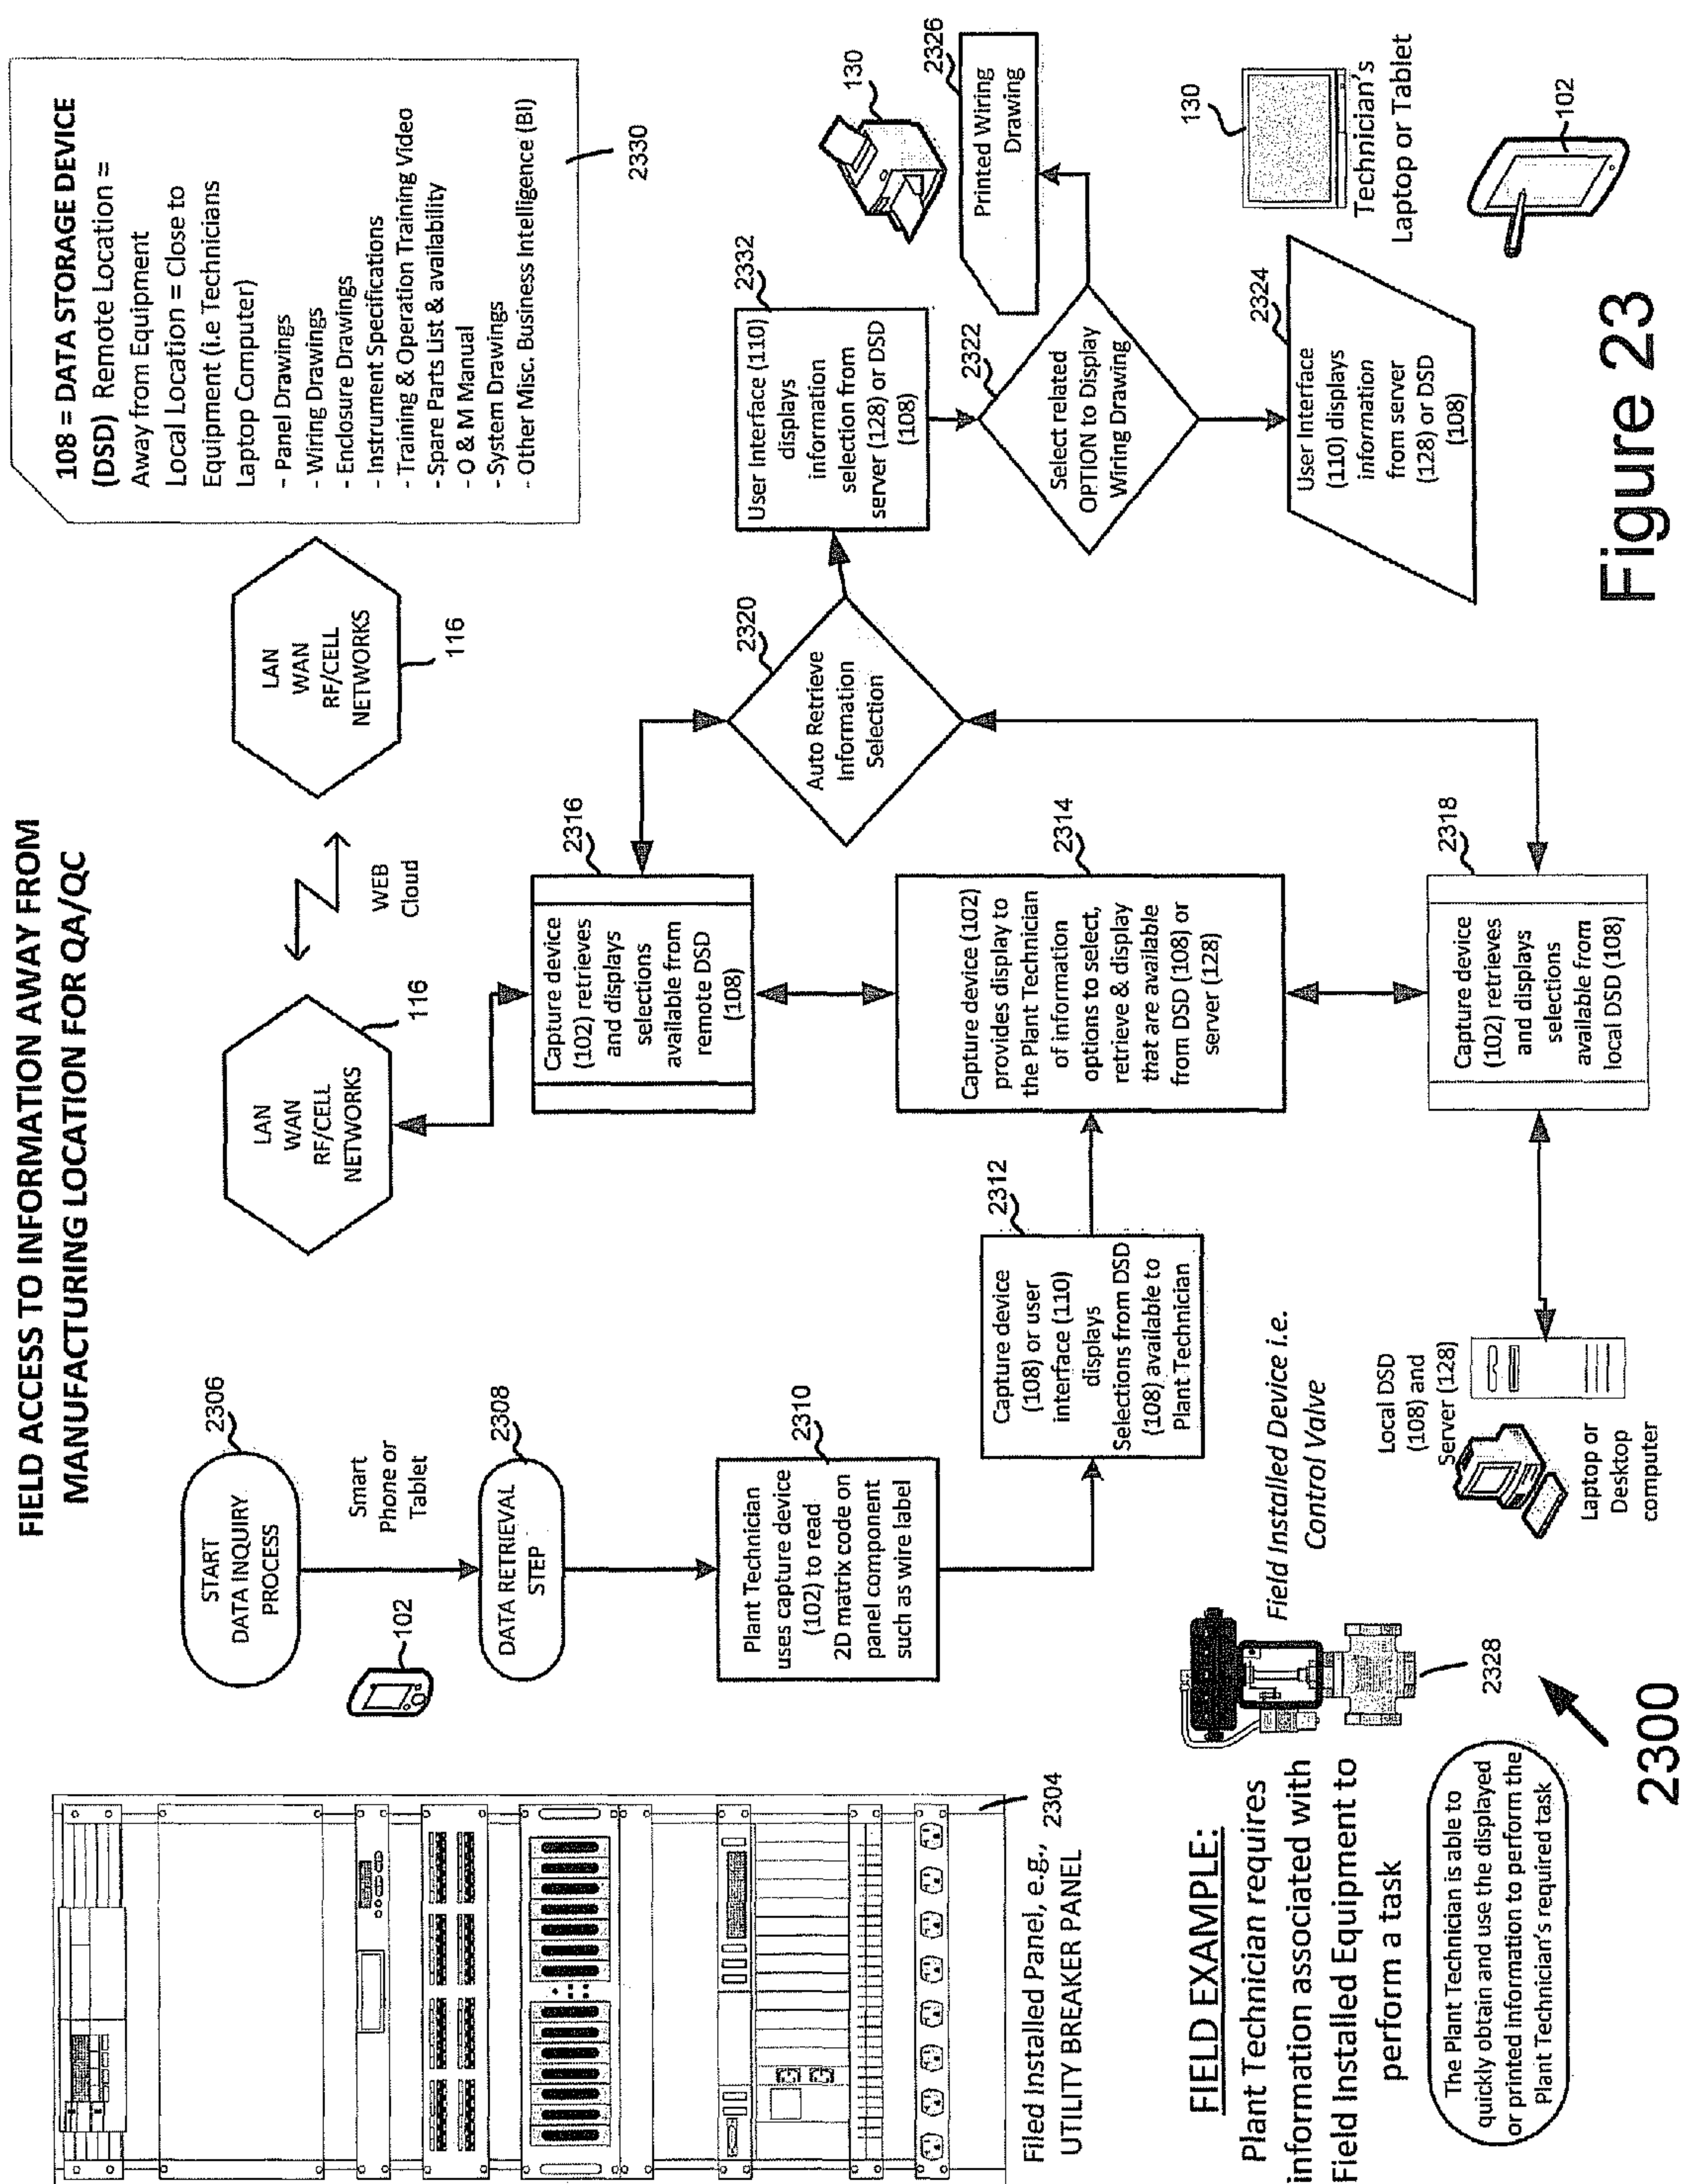 FIELD ACCESS TO INFORMATION AWAY FROM
MANUFACTURING LOCATION FOR QA/QC
Filed Installed Panel, e.g.,
UTILITY BREAKER PANEL
2304
FIELD EXAMPLE:
Plant Technician requires
information associated with
Field Installed Equipment to
perform a task
The Plant Technician is able to
quickly obtain and use the displayed
or printed information to perform the
Plant Technician's required task
2300
START
DATA INQUIRY
PROCESS
2306
Smart
Phone or
Tablet
102
DATA RETRIEVAL
STEP
2308
Plant Technician
uses capture device
(102) to read
2D matrix code on
panel component
such as wire label
2310
Field Installed Device i.e.
Control Valve
2328
Capture device
(108) or user
interface (110)
displays
Selections from DSD
(108) available to
Plant Technician
2312
Local DSD
(108) and
Server (128)
Laptop or
Desktop
computer
LAN
WAN
RF/CELL
NETWORKS
116
WEB
Cloud
LAN
WAN
RF/CELL
NETWORKS
116
Capture device
(102) retrieves
and displays
selections
available from
remote DSD
(108)
2316
Capture device (102)
provides display to
the Plant Technician
of information
options to select,
retrieve & display
that are available
from DSD (108) or
server (128)
2314
Capture device
(102) retrieves
and displays
selections
available from
local DSD (108)
2318
Auto Retrieve
Information
Selection
2320
108 = DATA STORAGE DEVICE
(DSD) Remote Location =
Away from Equipment
Local Location = Close to
Equipment (i.e Technicians
Laptop Computer)
- Panel Drawings
- Wiring Drawings
- Enclosure Drawings
- Instrument Specifications
- Training & Operation Training Video
- Spare Parts List & availability
- O & M Manual
- System Drawings
- Other Misc. Business Intelligence (BI)
2330
User Interface (110)
displays
information
selection from
server (128) or DSD
(108)
2332
Select related
OPTION to Display
Wiring Drawing
2322
130
Printed Wiring
Drawing
2326
User Interface
(110) displays
information
from server
(128) or DSD
(108)
2324
130
Technician's
Laptop or Tablet
102
Figure 23